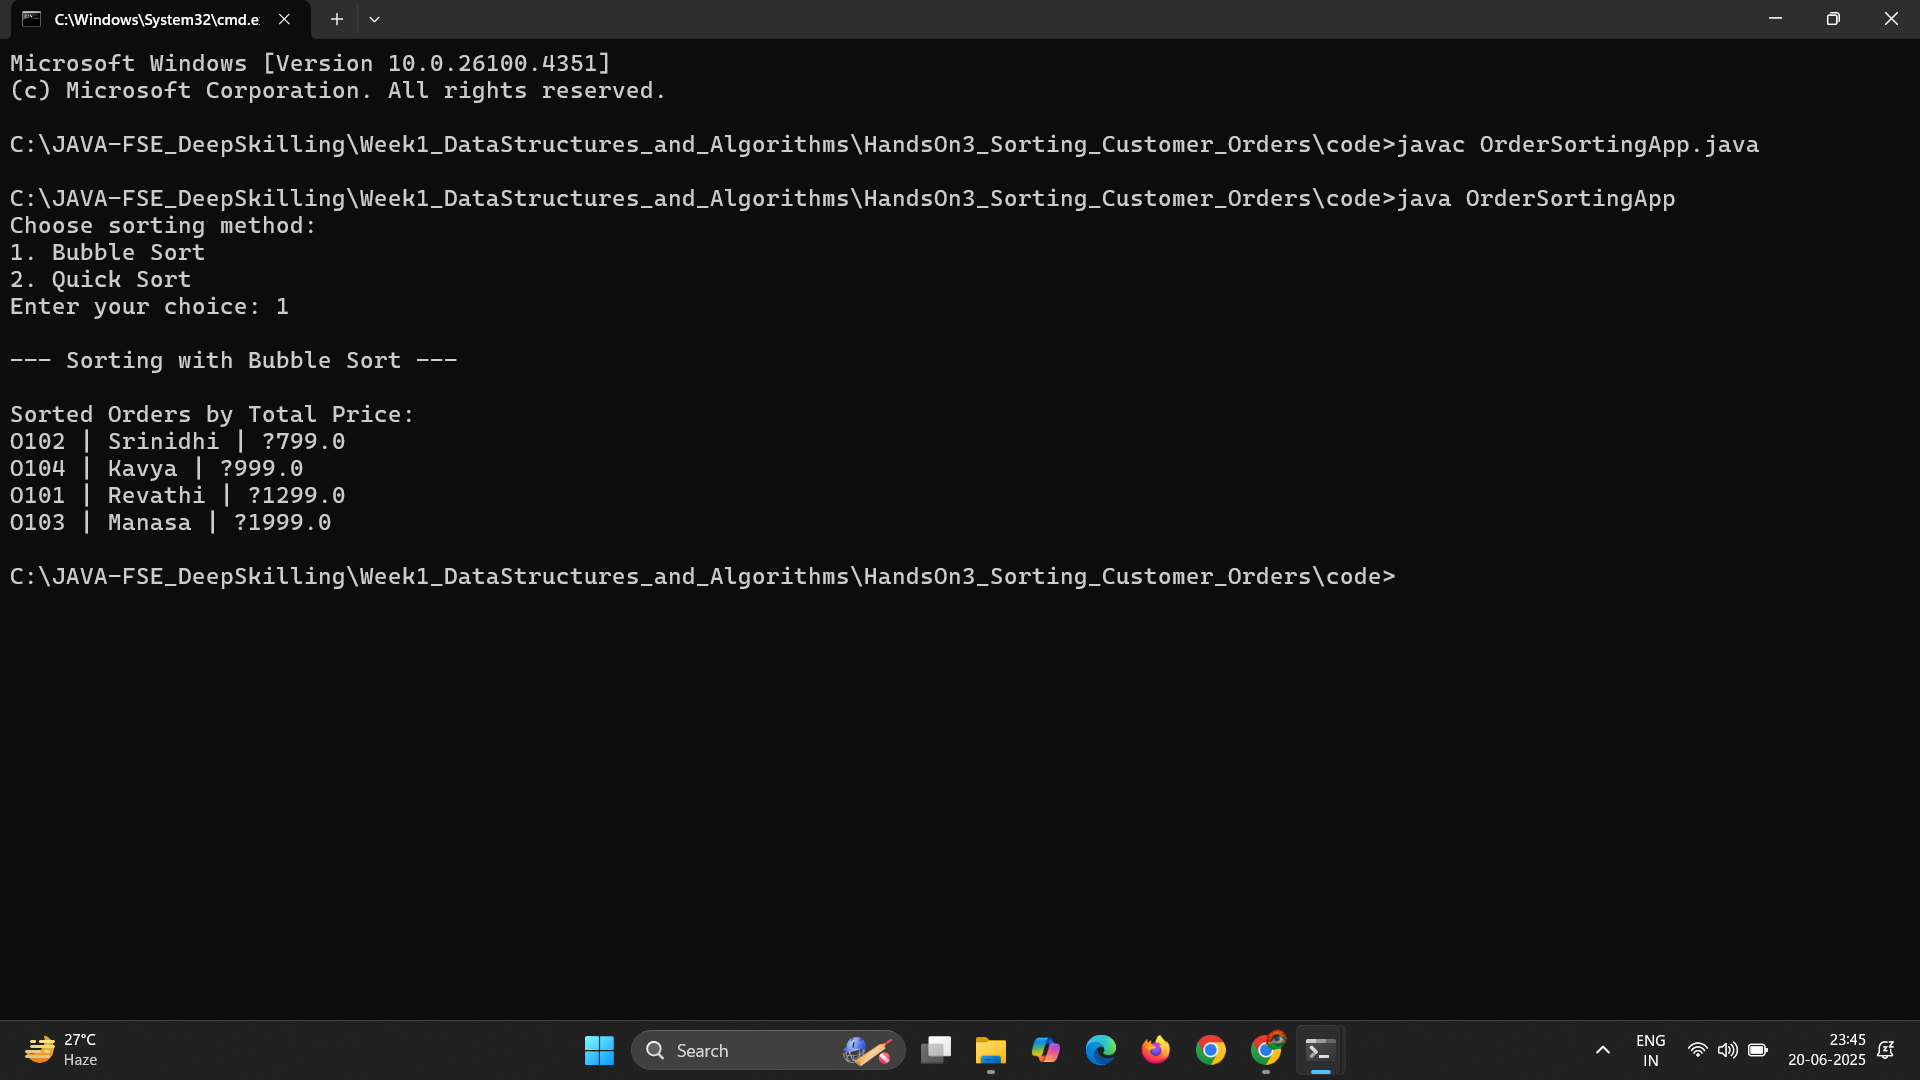 C:\Windows\System32\cmd.e
Microsoft Windows [Version 10.0.26100.4351]
(c) Microsoft Corporation. All rights reserved.
C:\JAVA-FSE_DeepSkilling\Week1_DataStructures_and_Algorithms\HandsOn3_Sorting_Customer_Orders\code>javac OrderSortingApp.java
C:\JAVA-FSE_DeepSkilling\Week1_DataStructures_and_Algorithms\HandsOn3_Sorting_Customer_Orders\code>java OrderSortingApp
Choose sorting method:
1. Bubble Sort
2. Quick Sort
Enter your choice: 1
--- Sorting with Bubble Sort ---
Sorted Orders by Total Price:
O102 | Srinidhi | ?799.0
O104 | Kavya | ?999.0
O101 | Revathi | ?1299.0
O103 | Manasa | ?1999.0
C:\JAVA-FSE_DeepSkilling\Week1_DataStructures_and_Algorithms\HandsOn3_Sorting_Customer_Orders\code>
27°C
Haze
Search
ENG
IN
23:45
20-06-2025